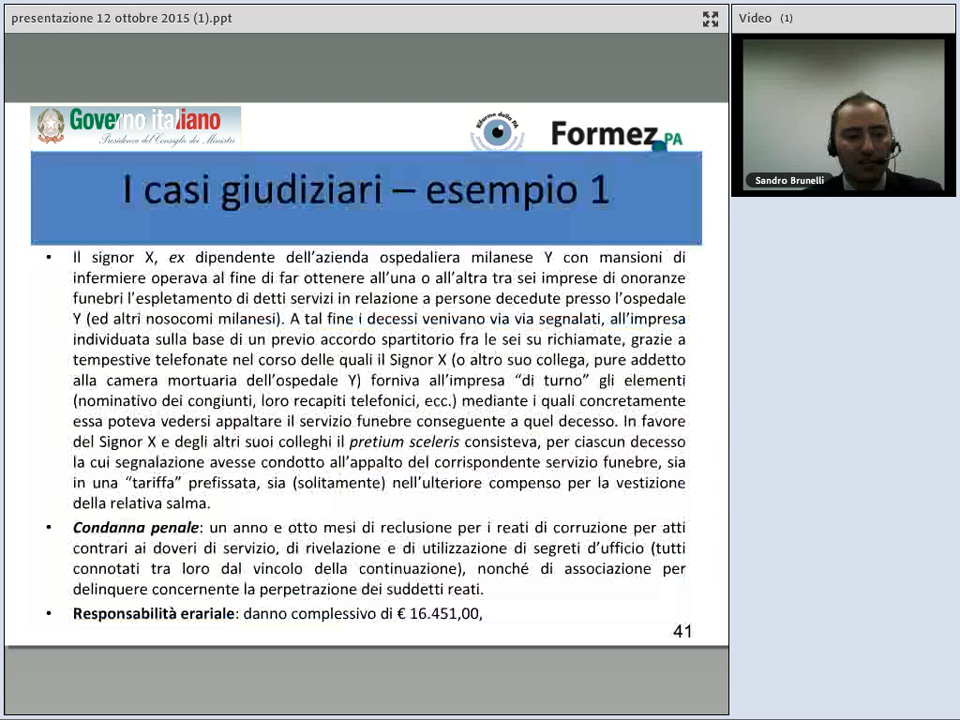 presentazione 12 ottobre 2015 (1).ppt
Video (1)
Governo italiano
Presidenza del Consiglio dei Ministri
Riforme della PA
Formez PA
Sandro Brunelli
I casi giudiziari – esempio 1
• Il signor X, ex dipendente dell’azienda ospedaliera milanese Y con mansioni di
infermiere operava al fine di far ottenere all’una o all’altra tra sei imprese di onoranze
funebri l’espletamento di detti servizi in relazione a persone decedute presso l’ospedale
Y (ed altri nosocomi milanesi). A tal fine i decessi venivano via via segnalati, all’impresa
individuata sulla base di un previo accordo spartitorio fra le sei su richiamate, grazie a
tempestive telefonate nel corso delle quali il Signor X (o altro suo collega, pure addetto
alla camera mortuaria dell’ospedale Y) forniva all’impresa “di turno” gli elementi
(nominativo dei congiunti, loro recapiti telefonici, ecc.) mediante i quali concretamente
essa poteva vedersi appaltare il servizio funebre conseguente a quel decesso. In favore
del Signor X e degli altri suoi colleghi il pretium sceleris consisteva, per ciascun decesso
la cui segnalazione avesse condotto all’appalto del corrispondente servizio funebre, sia
in una “tariffa” prefissata, sia (solitamente) nell’ulteriore compenso per la vestizione
della relativa salma.
• Condanna penale: un anno e otto mesi di reclusione per i reati di corruzione per atti
contrari ai doveri di servizio, di rivelazione e di utilizzazione di segreti d’ufficio (tutti
connotati tra loro dal vincolo della continuazione), nonché di associazione per
delinquere concernente la perpetrazione dei suddetti reati.
• Responsabilità erariale: danno complessivo di € 16.451,00,
41